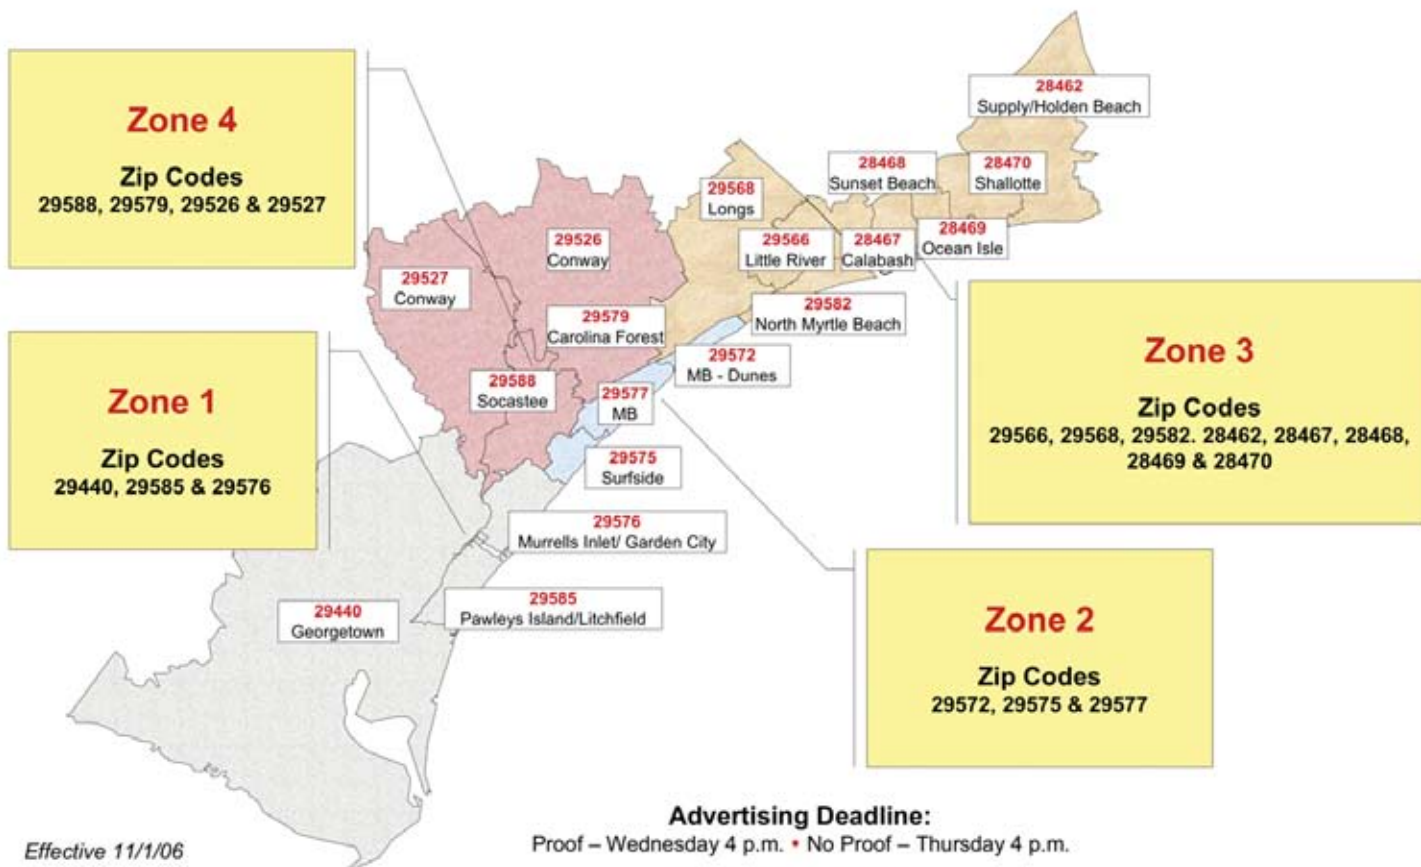 Zone 4
Zip Codes
29588, 29579, 29526 & 29527
Zone 1
Zip Codes
29440, 29585 & 29576
28462
Supply/Holden Beach
28468
Sunset Beach
28470
Shallotte
29568
Longs
29566
Little River
28467
Calabash
28469
Ocean Isle
29526
Conway
29527
Conway
29579
Carolina Forest
29582
North Myrtle Beach
29572
MB - Dunes
29588
Socastee
29577
MB
29575
Surfside
29576
Murrells Inlet/ Garden City
29585
Pawleys Island/Litchfield
29440
Georgetown
Zone 3
Zip Codes
29566, 29568, 29582. 28462, 28467, 28468,
28469 & 28470
Zone 2
Zip Codes
29572, 29575 & 29577
Advertising Deadline:
Proof – Wednesday 4 p.m. • No Proof – Thursday 4 p.m.
Effective 11/1/06